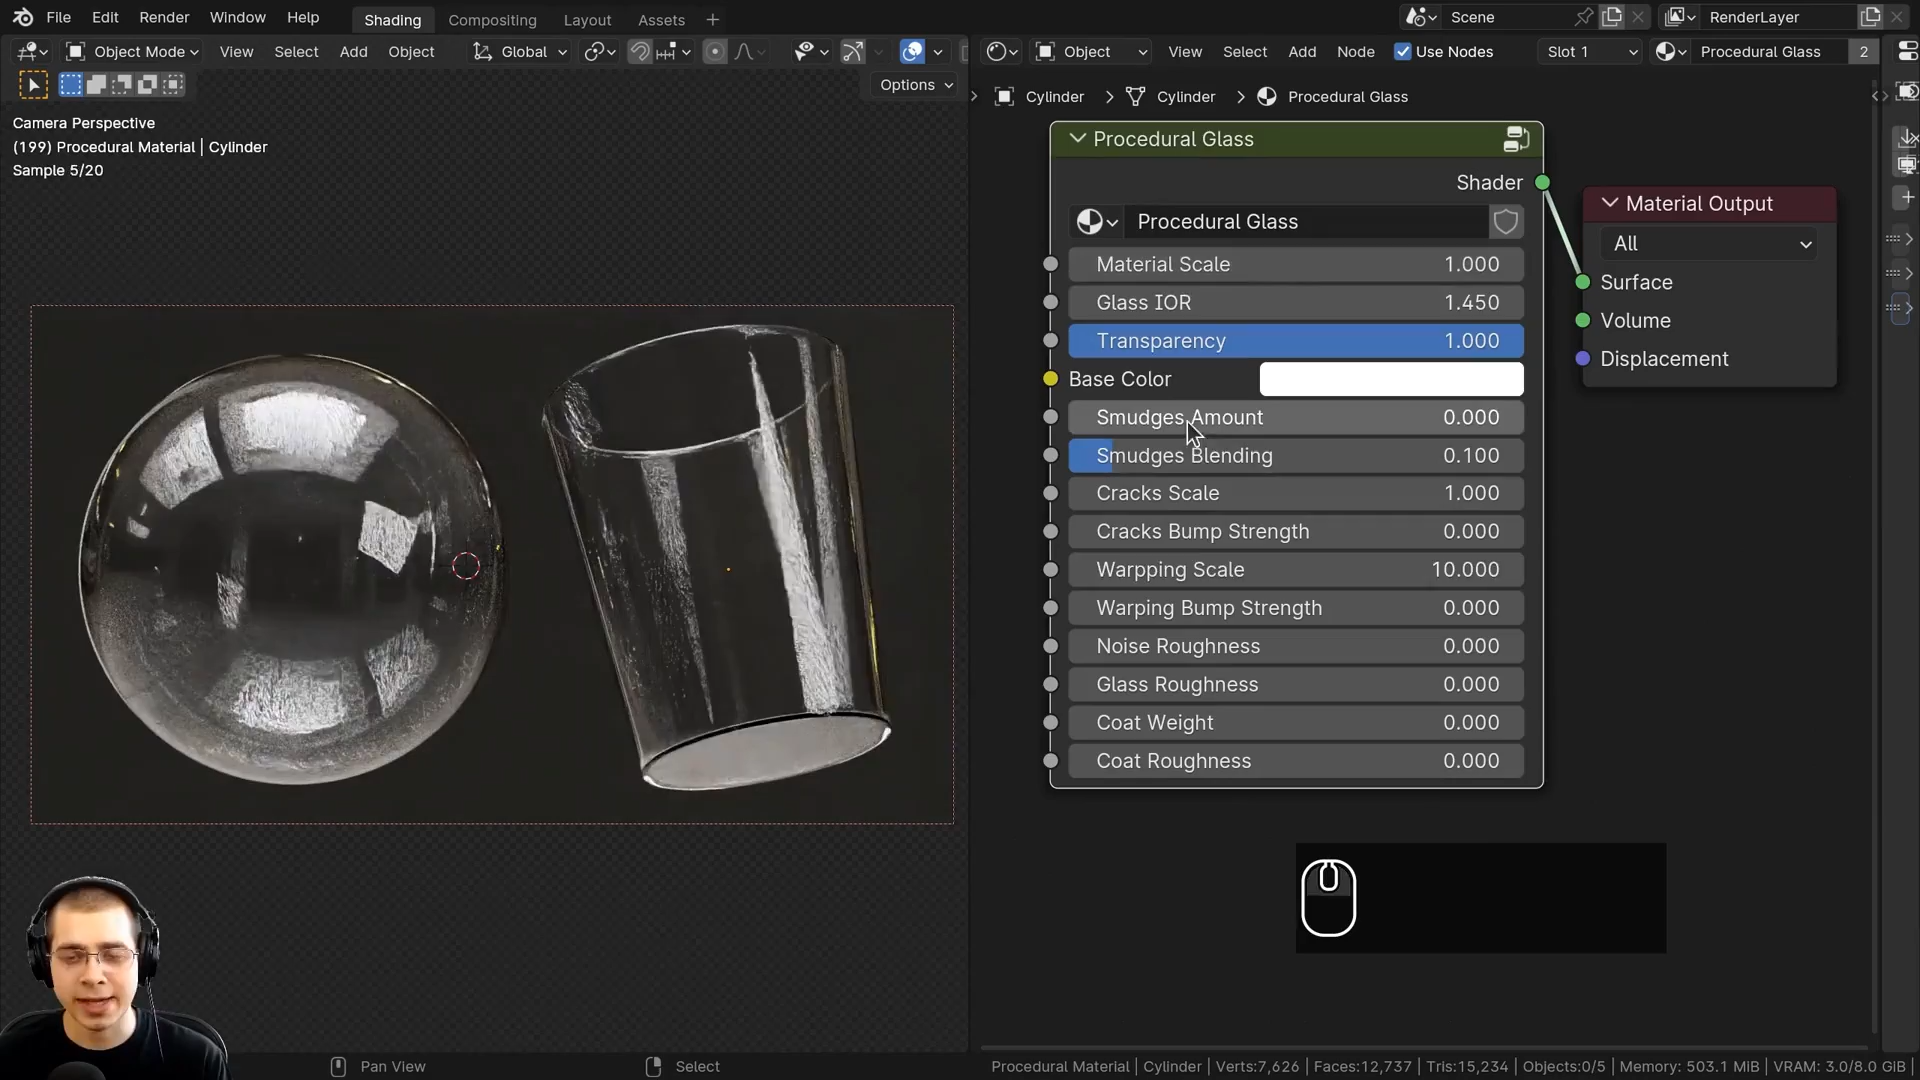 File Edit Render Window Help Shading Compositing Layout Assets Scene RenderLayer
Object Mode View Select Add Object Global Object View Select Add Node Use Nodes Slot 1 Procedural Glass 2
Options
Cylinder Cylinder Procedural Glass
Camera Perspective
(199) Procedural Material | Cylinder
Sample 5/20
Procedural Glass
Shader
Procedural Glass
Material Scale 1.000
Glass IOR 1.450
Transparency 1.000
Base Color
Smudges Amount 0.000
Smudges Blending 0.100
Cracks Scale 1.000
Cracks Bump Strength 0.000
Warpping Scale 10.000
Warping Bump Strength 0.000
Noise Roughness 0.000
Glass Roughness 0.000
Coat Weight 0.000
Coat Roughness 0.000
Material Output
All
Surface
Volume
Displacement
Pan View Select Procedural Material | Cylinder | Verts:7,626 | Faces:12,737 | Tris:15,234 | Objects:0/5 | Memory: 503.1 MiB | VRAM: 3.0/8.0 GiB